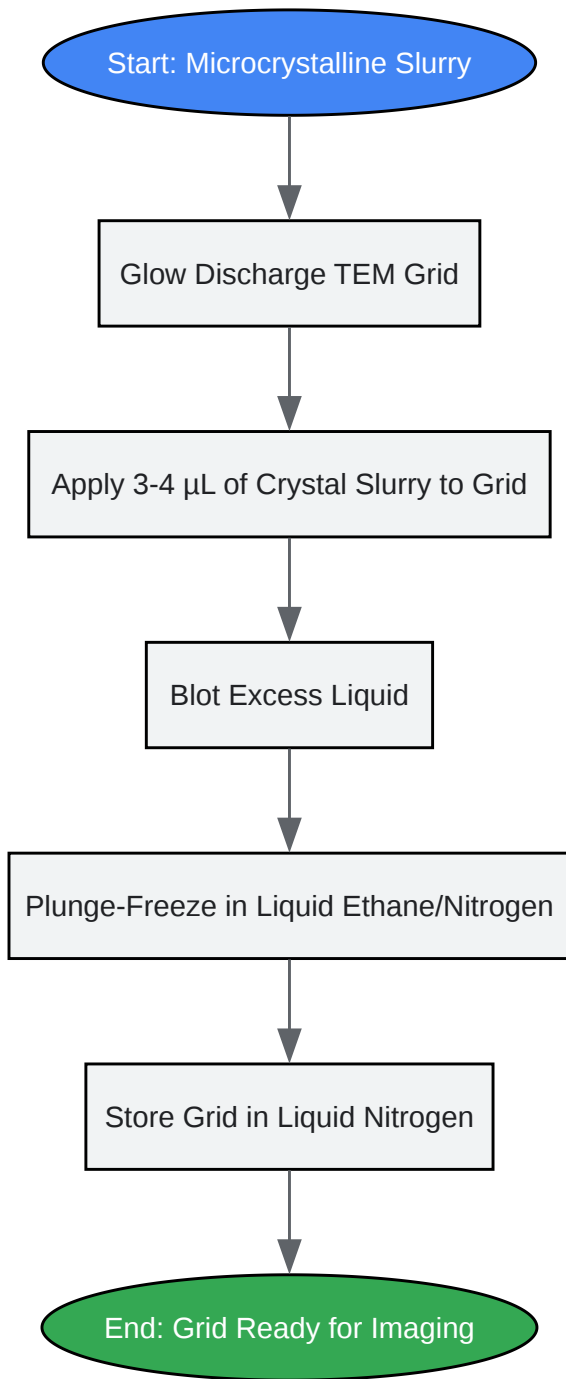 Start: Microcrystalline Slurry
Glow Discharge TEM Grid
Apply 3-4 µL of Crystal Slurry to Grid
Blot Excess Liquid
Plunge-Freeze in Liquid Ethane/Nitrogen
Store Grid in Liquid Nitrogen
End: Grid Ready for Imaging